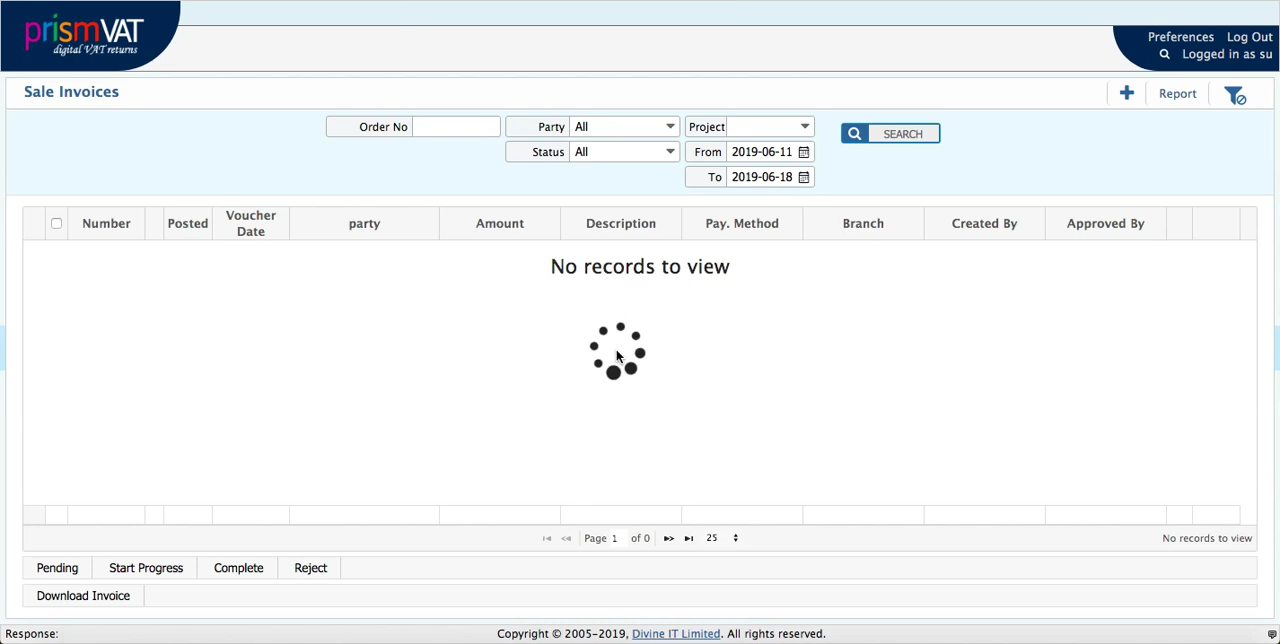 prismVAT
digital VAT returns
Preferences Log Out
Logged in as su
Sale Invoices
Report
Order No
Party All
Project
SEARCH
Status All
From 2019-06-11
To 2019-06-18
Number Posted Voucher Date party Amount Description Pay. Method Branch Created By Approved By
No records to view
Page 1 of 0 25 No records to view
Pending Start Progress Complete Reject
Download Invoice
Response: Copyright © 2005-2019, Divine IT Limited. All rights reserved.